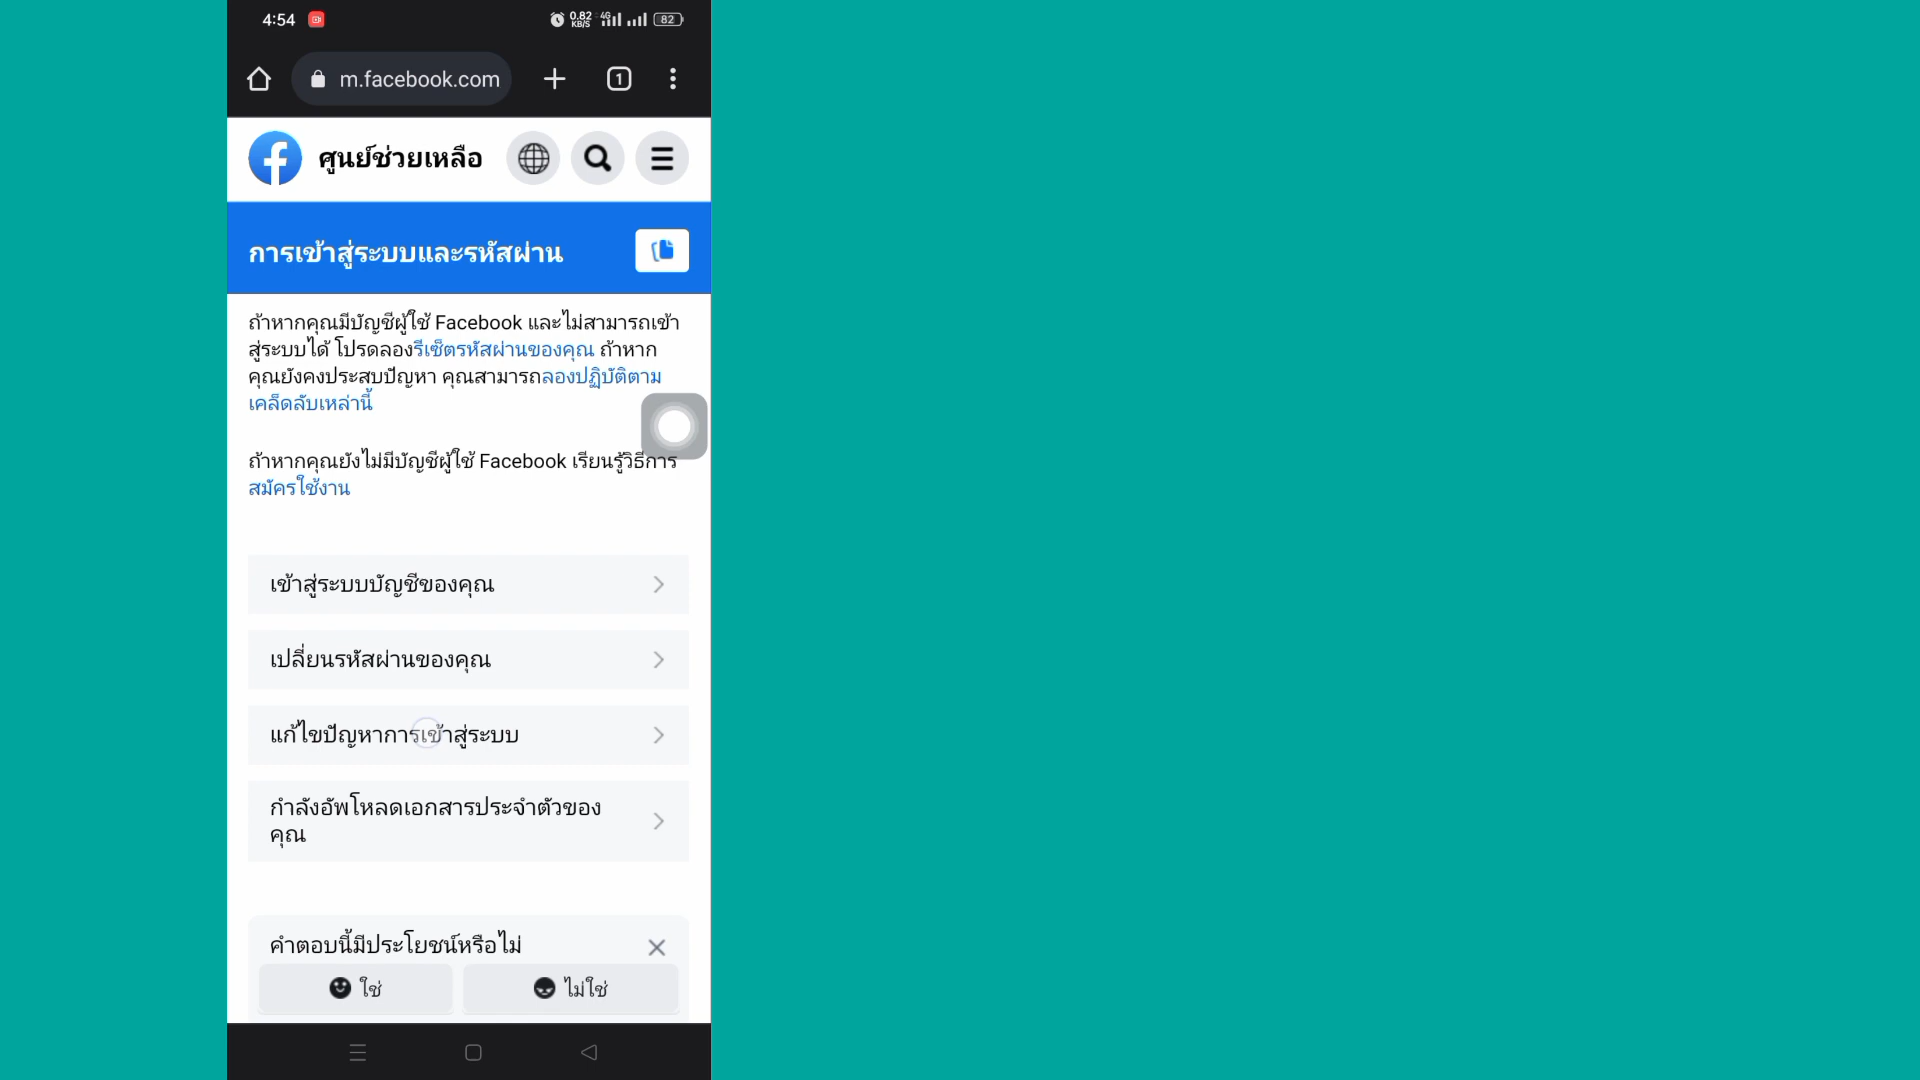 4:54 0.82 KB/S 4G 82
m.facebook.com 1
ศูนย์ช่วยเหลือ
การเข้าสู่ระบบและรหัสผ่าน
ถ้าหากคุณมีบัญชีผู้ใช้ Facebook และไม่สามารถเข้า
สู่ระบบได้ โปรดลองรีเซ็ตรหัสผ่านของคุณ ถ้าหาก
คุณยังคงประสบปัญหา คุณสามารถลองปฏิบัติตาม
เคล็ดลับเหล่านี้
ถ้าหากคุณยังไม่มีบัญชีผู้ใช้ Facebook เรียนรู้วิธีการ
สมัครใช้งาน
เข้าสู่ระบบบัญชีของคุณ
เปลี่ยนรหัสผ่านของคุณ
แก้ไขปัญหาการเข้าสู่ระบบ
กำลังอัพโหลดเอกสารประจำตัวของ
คุณ
คำตอบนี้มีประโยชน์หรือไม่
ใช่ ไม่ใช่